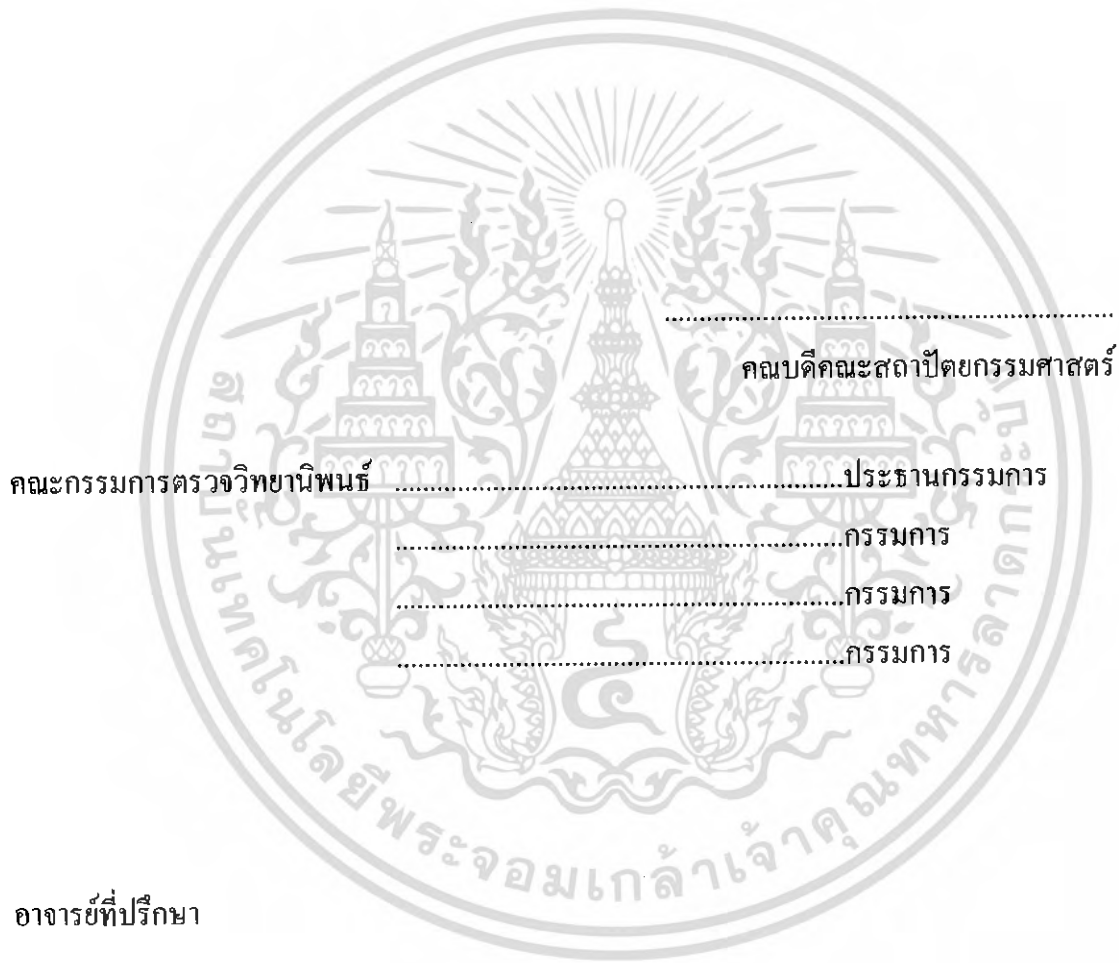 ........................................................
คณบดีคณะสถาปัตยกรรมศาสตร์
คณะกรรมการตรวจวิทยานิพนธ์ ........................................................ประธานกรรมการ
........................................................กรรมการ
........................................................กรรมการ
........................................................กรรมการ
อาจารย์ที่ปรึกษา
สถาบันเทคโนโลยีพระจอมเกล้าเจ้าคุณทหารลาดกระบัง